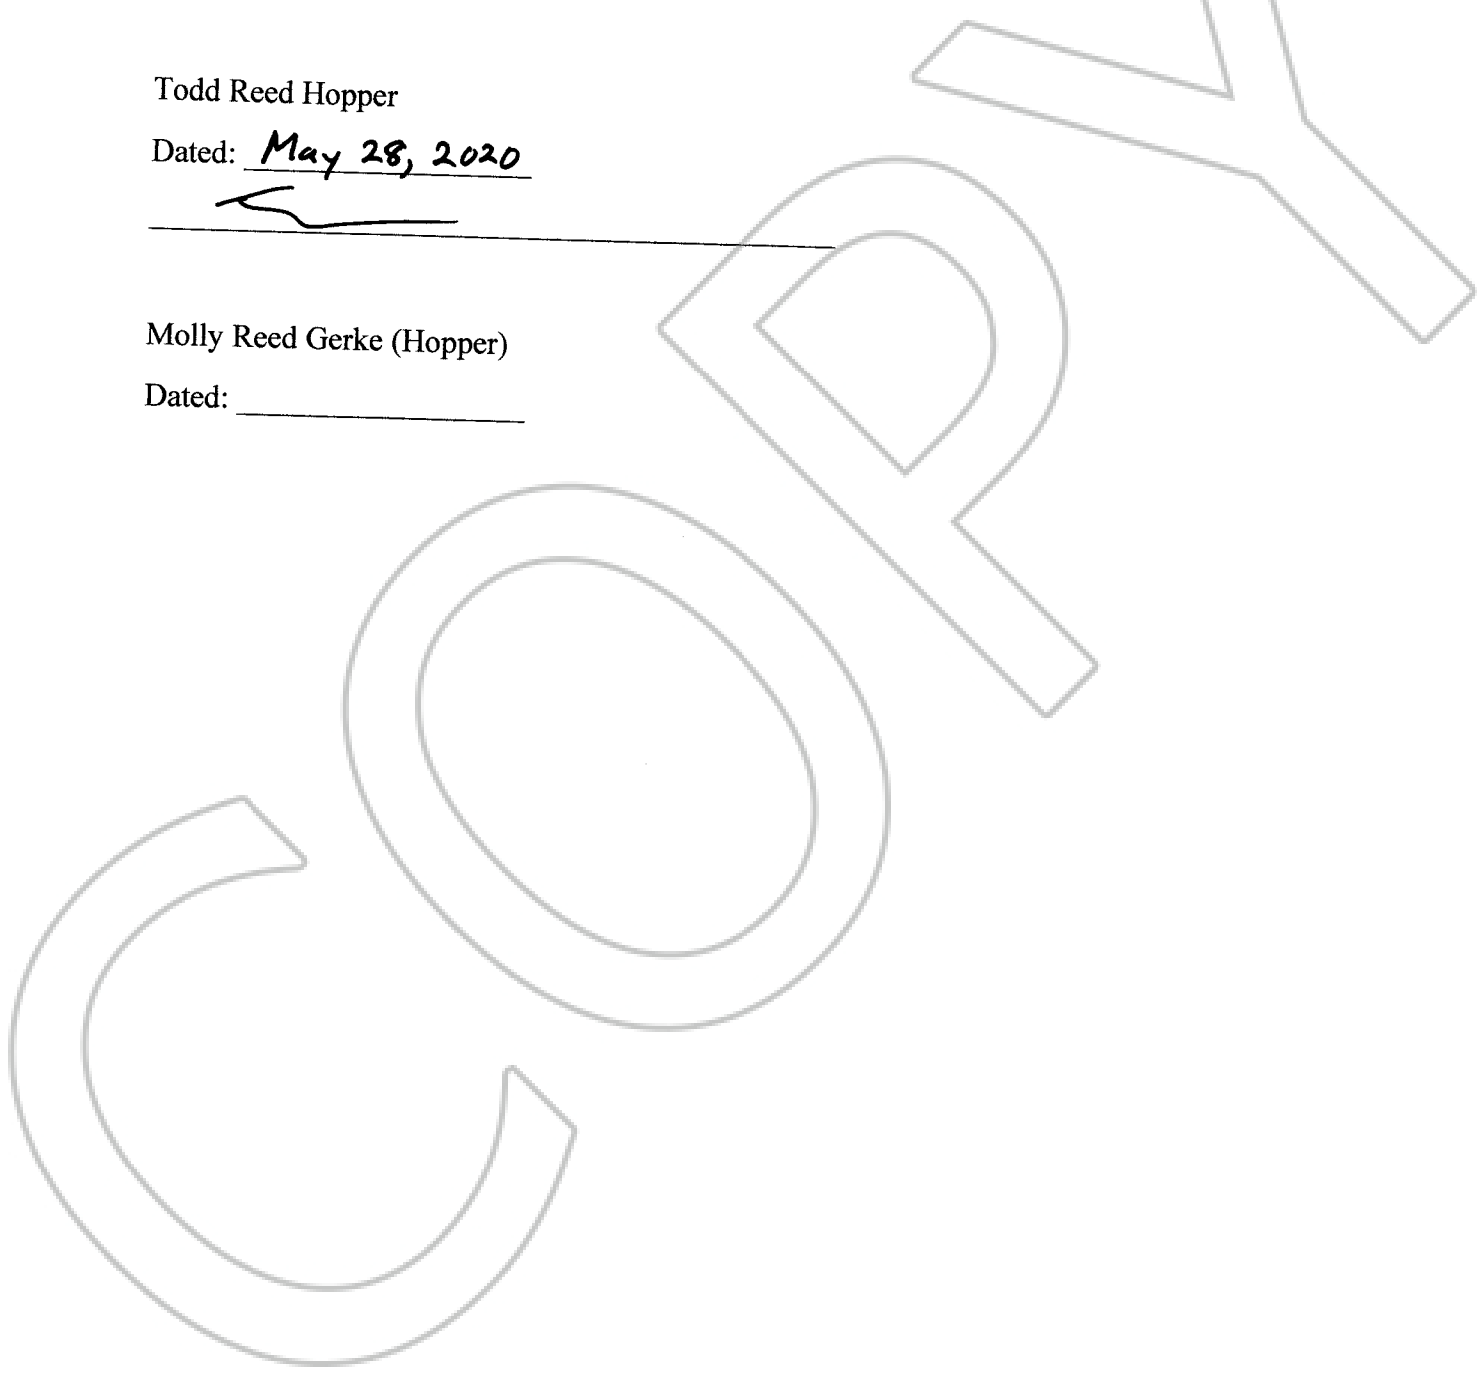 Todd Reed Hopper
Dated: May 28, 2020
Molly Reed Gerke (Hopper)
Dated:
COPY